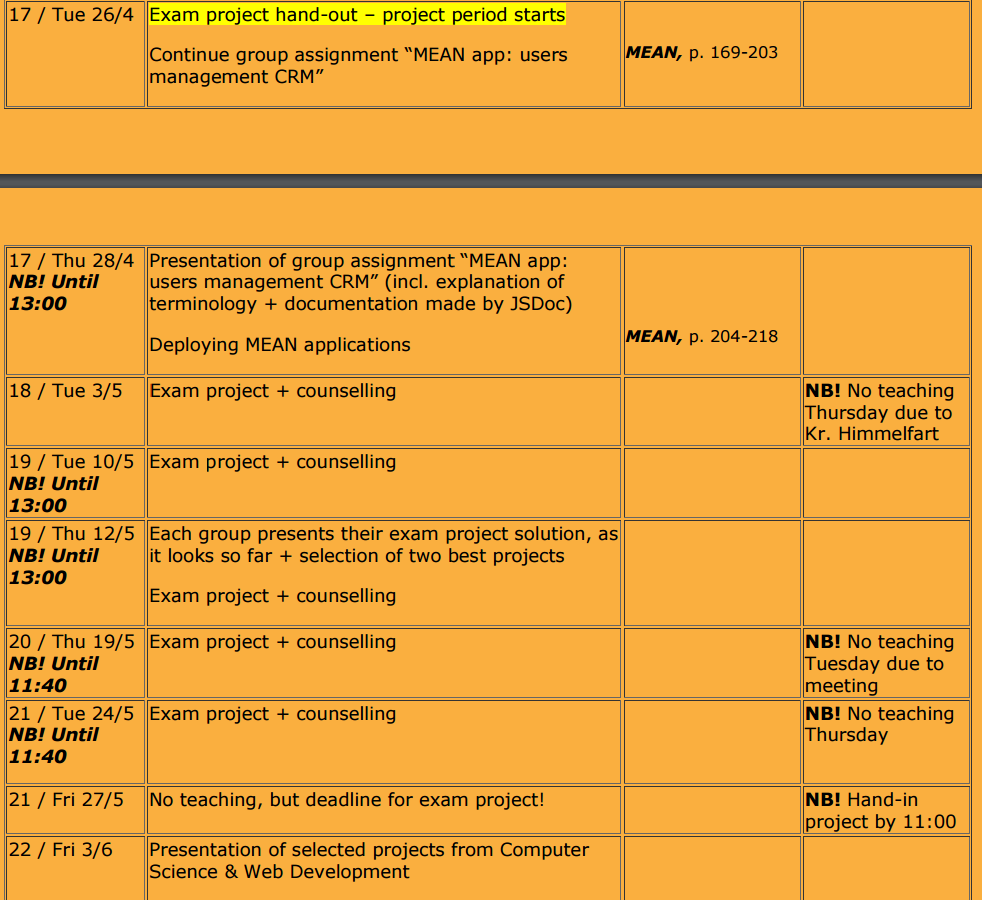 17 / Tue 26/4
Exam project hand-out – project period starts
Continue group assignment “MEAN app: users
management CRM”
MEAN, p. 169-203
17 / Thu 28/4
NB! Until
13:00
Presentation of group assignment “MEAN app:
users management CRM” (incl. explanation of
terminology + documentation made by JSDoc)
Deploying MEAN applications
MEAN, p. 204-218
18 / Tue 3/5
Exam project + counselling
NB! No teaching
Thursday due to
Kr. Himmelfart
19 / Tue 10/5
NB! Until
13:00
Exam project + counselling
19 / Thu 12/5
NB! Until
13:00
Each group presents their exam project solution, as
it looks so far + selection of two best projects
Exam project + counselling
20 / Thu 19/5
NB! Until
11:40
Exam project + counselling
NB! No teaching
Tuesday due to
meeting
21 / Tue 24/5
NB! Until
11:40
Exam project + counselling
NB! No teaching
Thursday
21 / Fri 27/5
No teaching, but deadline for exam project!
NB! Hand-in
project by 11:00
22 / Fri 3/6
Presentation of selected projects from Computer
Science & Web Development